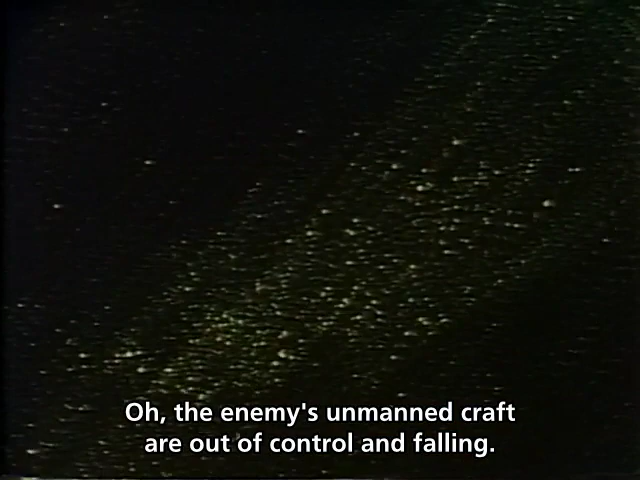 Oh, the enemy's unmanned craft
are out of control and falling.